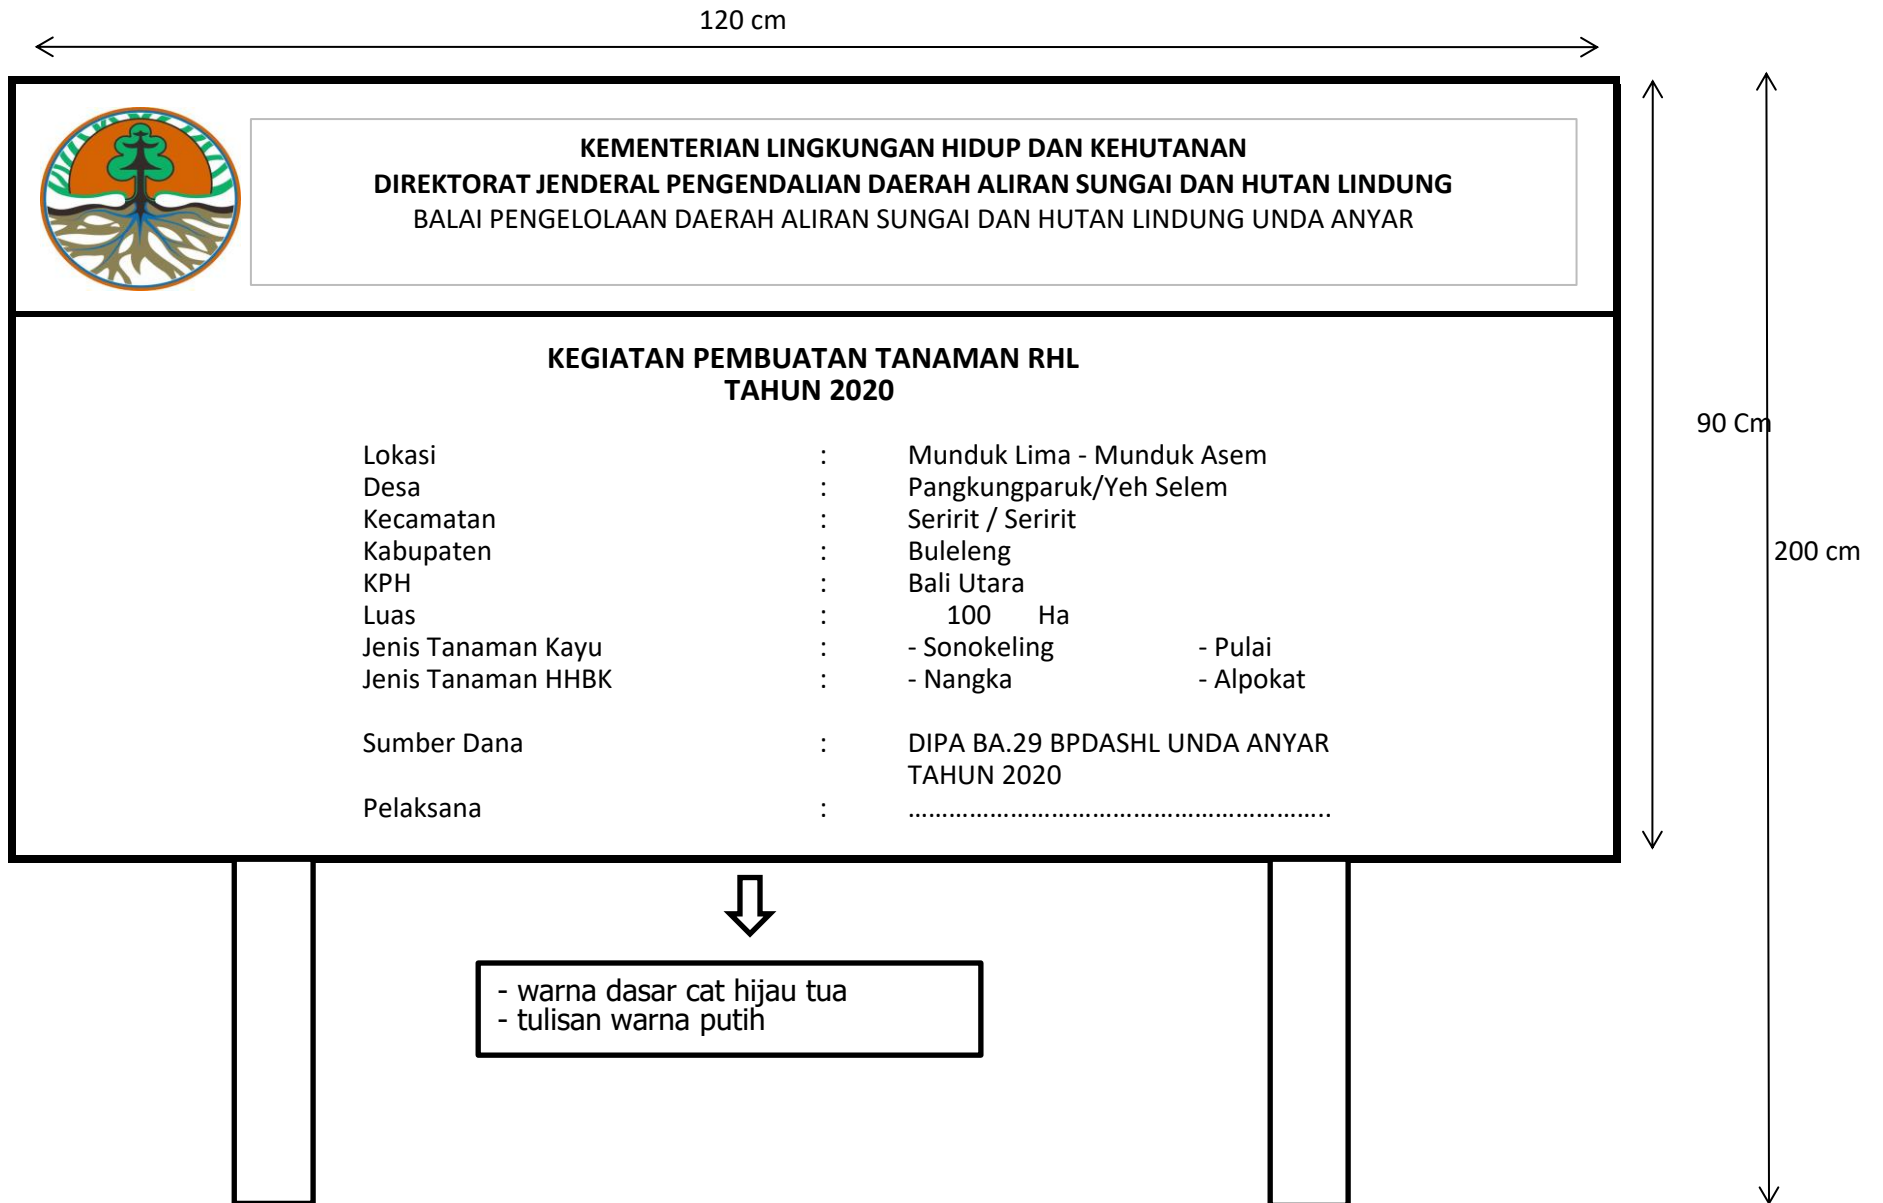 120 cm
KEMENTERIAN LINGKUNGAN HIDUP DAN KEHUTANAN
DIREKTORAT JENDERAL PENGENDALIAN DAERAH ALIRAN SUNGAI DAN HUTAN LINDUNG
BALAI PENGELOLAAN DAERAH ALIRAN SUNGAI DAN HUTAN LINDUNG UNDA ANYAR
KEGIATAN PEMBUATAN TANAMAN RHL
TAHUN 2020
Lokasi : Munduk Lima - Munduk Asem
Desa : Pangkungparuk/Yeh Selem
Kecamatan : Seririt / Seririt
Kabupaten : Buleleng
KPH : Bali Utara
Luas : 100 Ha
Jenis Tanaman Kayu : - Sonokeling - Pulai
Jenis Tanaman HHBK : - Nangka - Alpokat
Sumber Dana : DIPA BA.29 BPDASHL UNDA ANYAR
TAHUN 2020
Pelaksana : ……………………………………………………..
90 Cm
200 cm
- warna dasar cat hijau tua
- tulisan warna putih